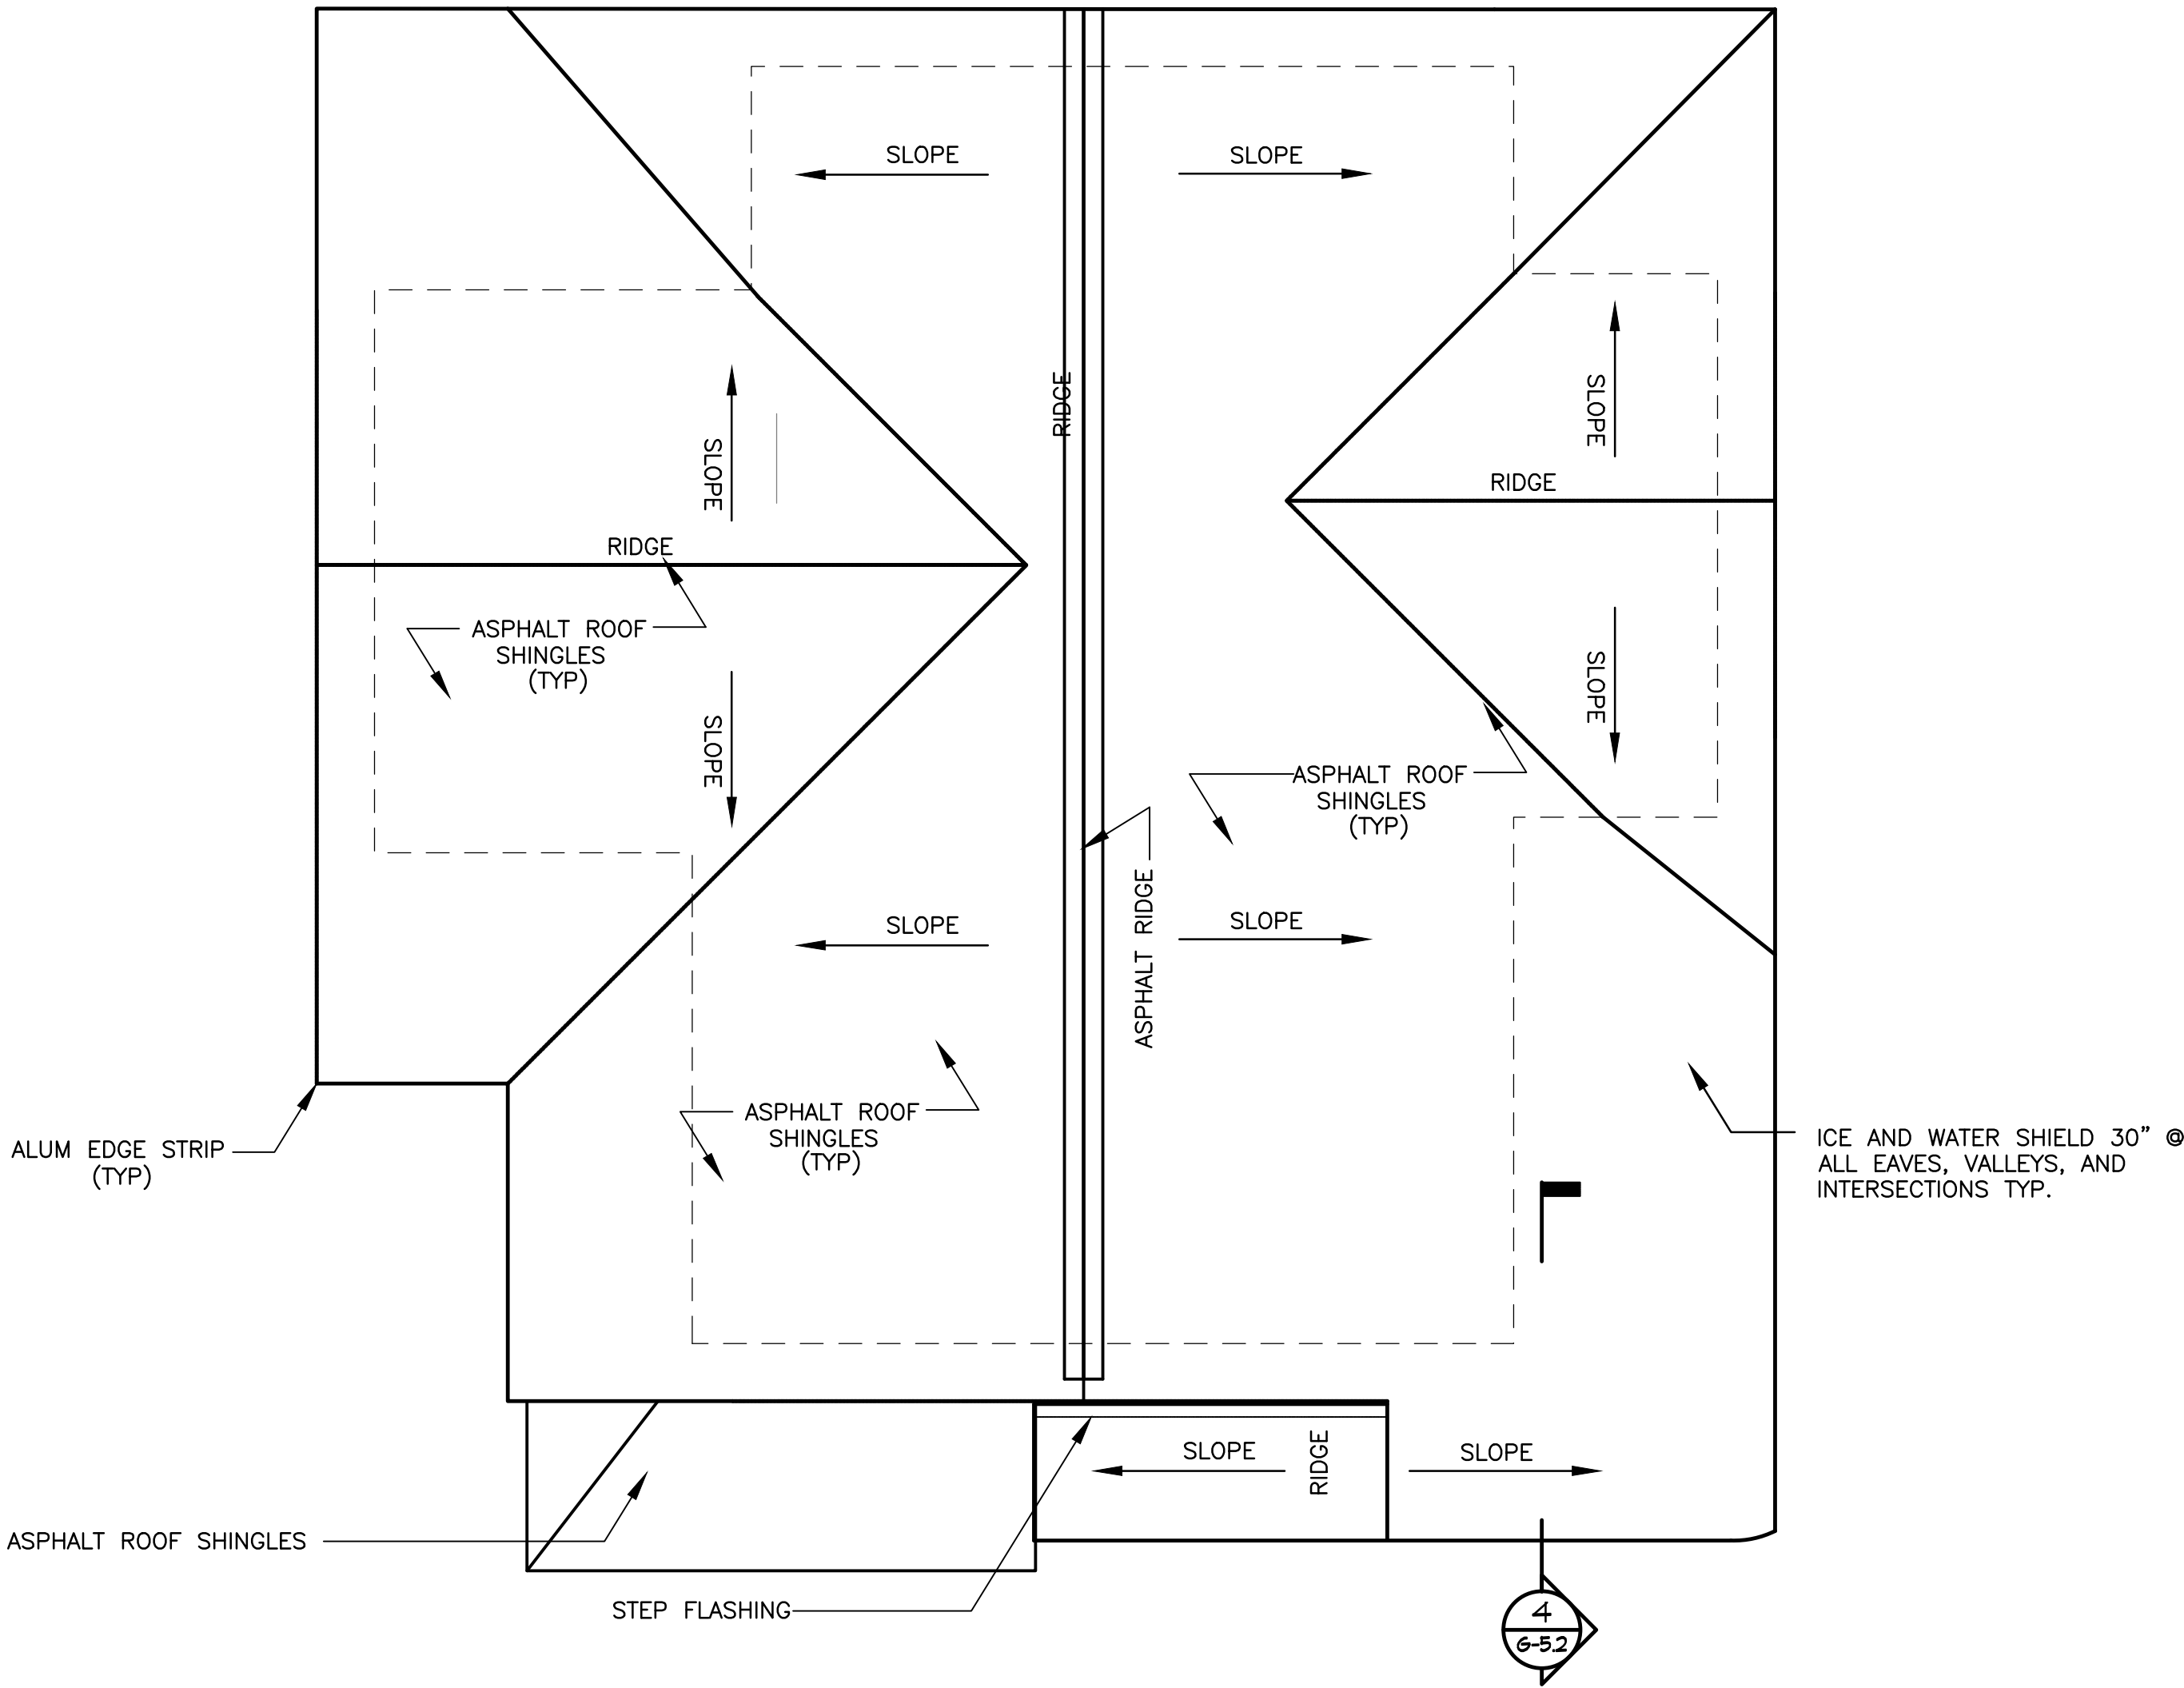 SLOPE
SLOPE
RIDGE
SLOPE
SLOPE
RIDGE
RIDGE
ASPHALT ROOF
SHINGLES
(TYP)
SLOPE
SLOPE
ASPHALT ROOF
SHINGLES
(TYP)
ASPHALT RIDGE
SLOPE
SLOPE
ASPHALT ROOF
SHINGLES
(TYP)
ALUM EDGE STRIP
(TYP)
ICE AND WATER SHIELD 30” @
ALL EAVES, VALLEYS, AND
INTERSECTIONS TYP.
SLOPE
RIDGE
SLOPE
ASPHALT ROOF SHINGLES
STEP FLASHING
4
G-5.2